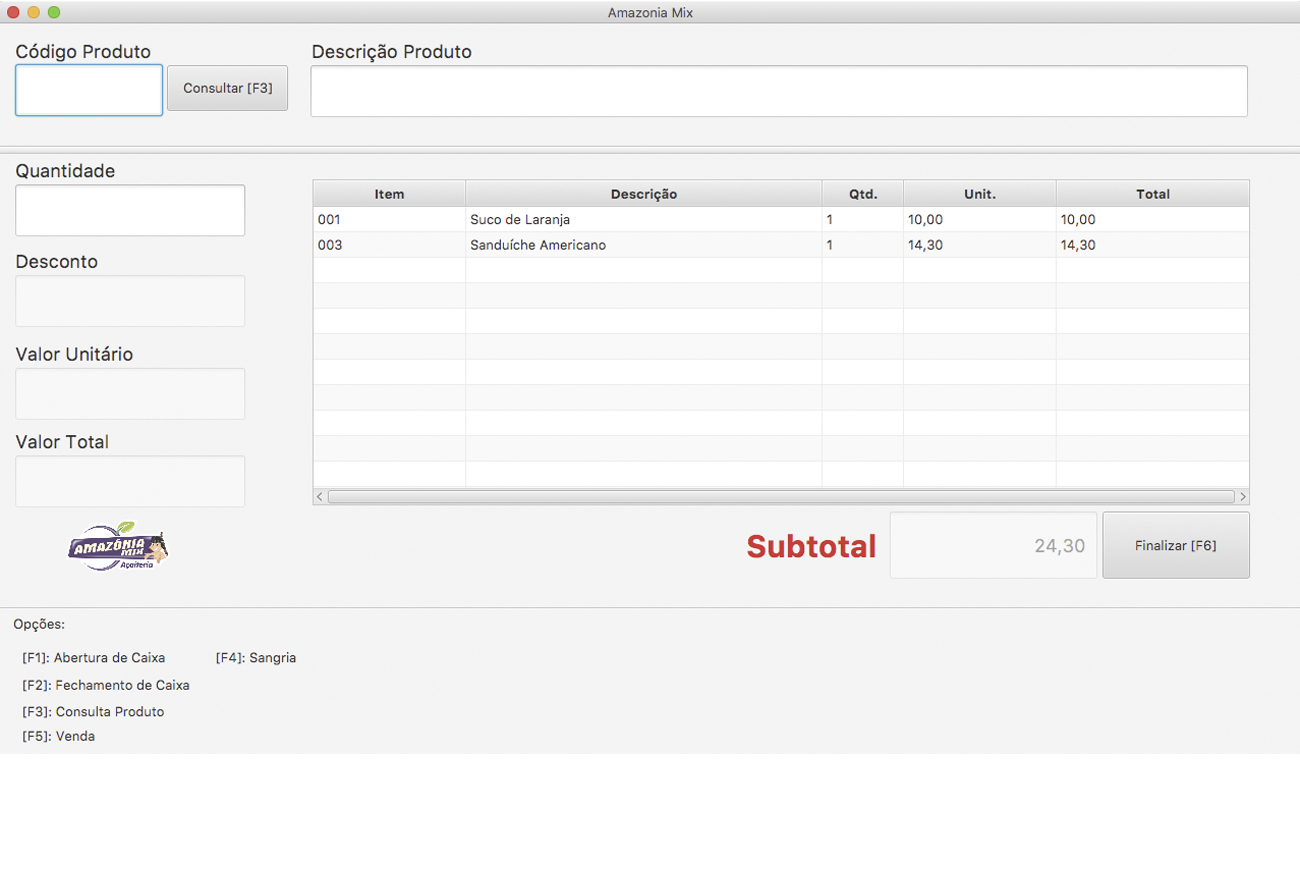 Amazonia Mix
Código Produto
Descrição Produto
Consultar [F3]
Quantidade
Desconto
Valor Unitário
Valor Total
Item Descrição Qtd. Unit. Total
001 Suco de Laranja 1 10,00 10,00
003 Sanduíche Americano 1 14,30 14,30
AMAZÔNIA
MIX
Açaiteria
Subtotal 24,30 Finalizar [F6]
Opções:
[F1]: Abertura de Caixa [F4]: Sangria
[F2]: Fechamento de Caixa
[F3]: Consulta Produto
[F5]: Venda